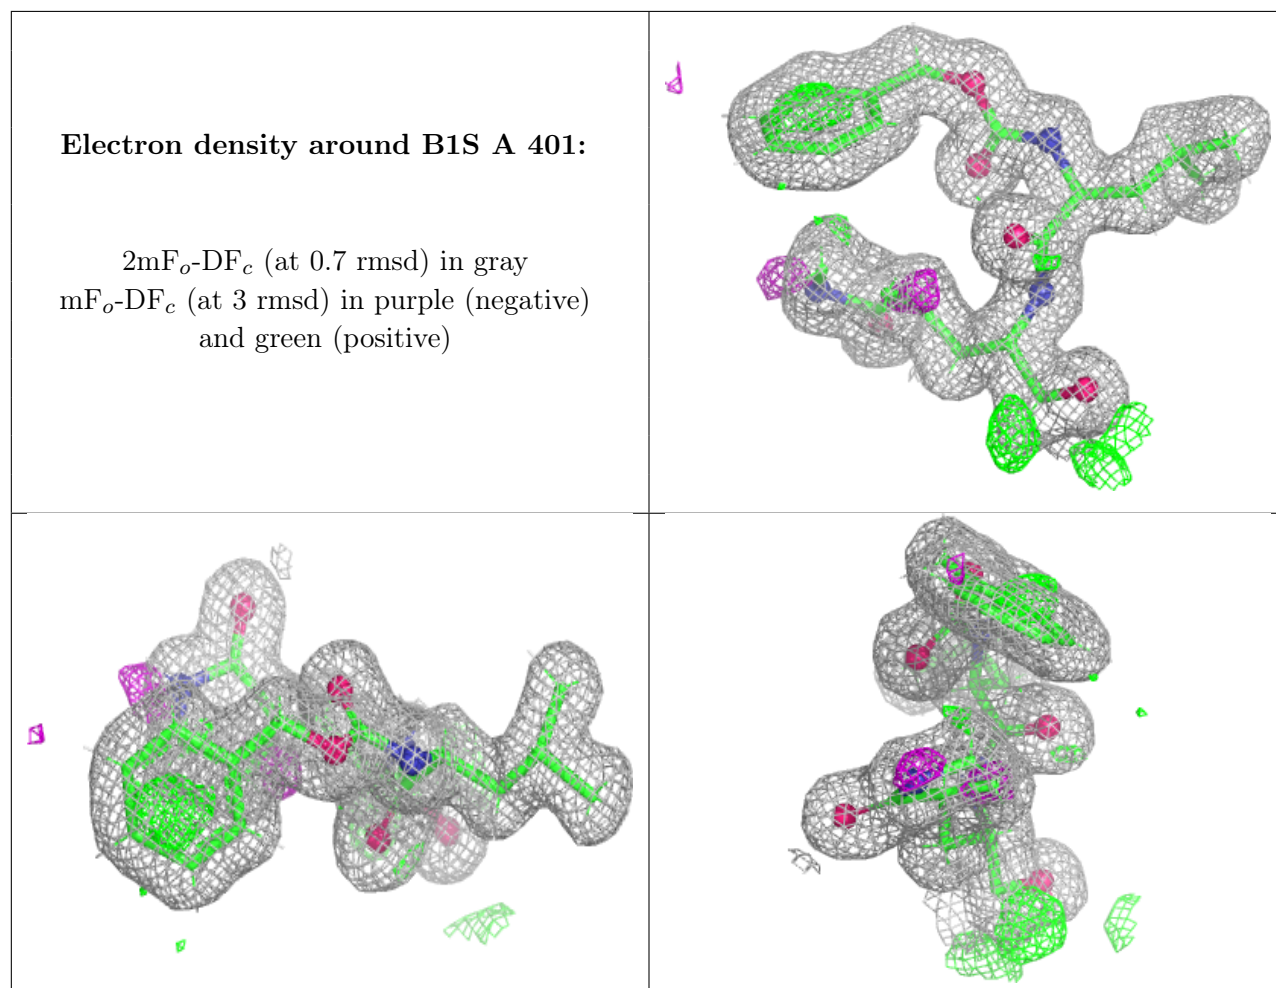 Electron density around B1S A 401:
2mFo-DFc (at 0.7 rmsd) in gray
mFo-DFc (at 3 rmsd) in purple (negative)
and green (positive)